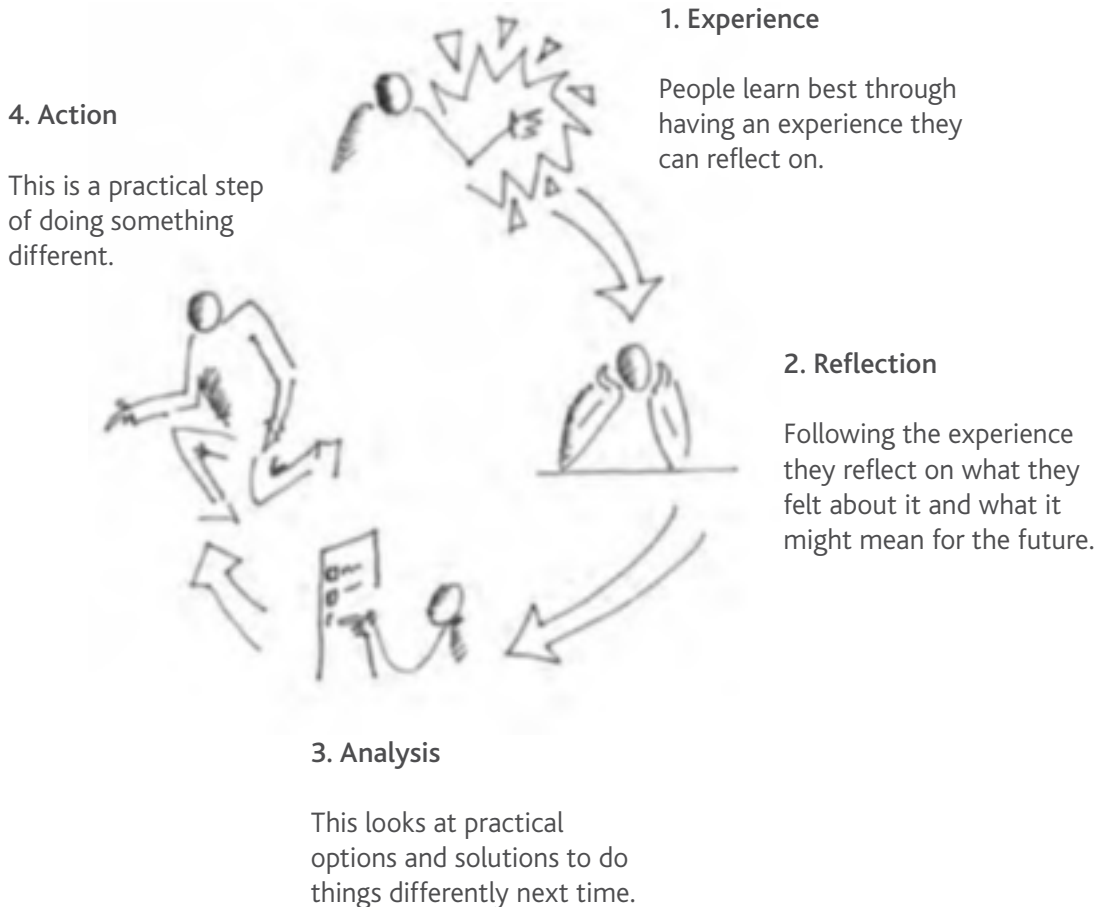 1. Experience
People learn best through
having an experience they
can reflect on.
2. Reflection
Following the experience
they reflect on what they
felt about it and what it
might mean for the future.
3. Analysis
This looks at practical
options and solutions to do
things differently next time.
4. Action
This is a practical step
of doing something
different.